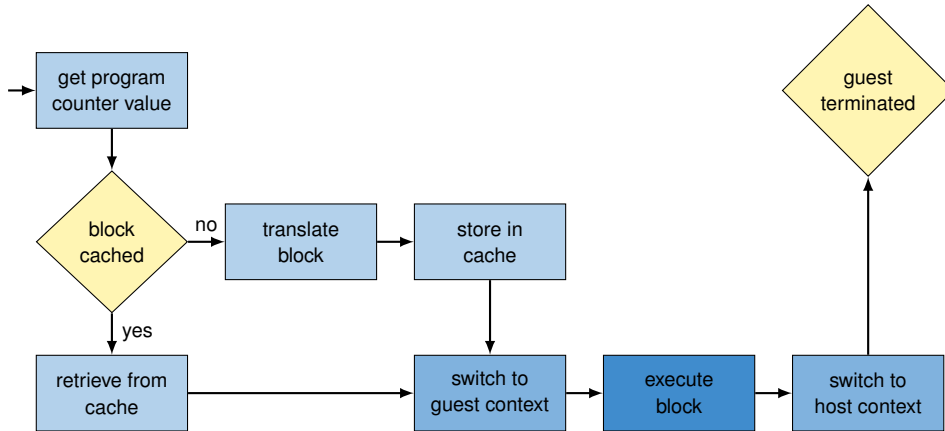 get program
counter value
guest
terminated
block
cached
no
translate
block
store in
cache
yes
retrieve from
cache
switch to
guest context
execute
block
switch to
host context